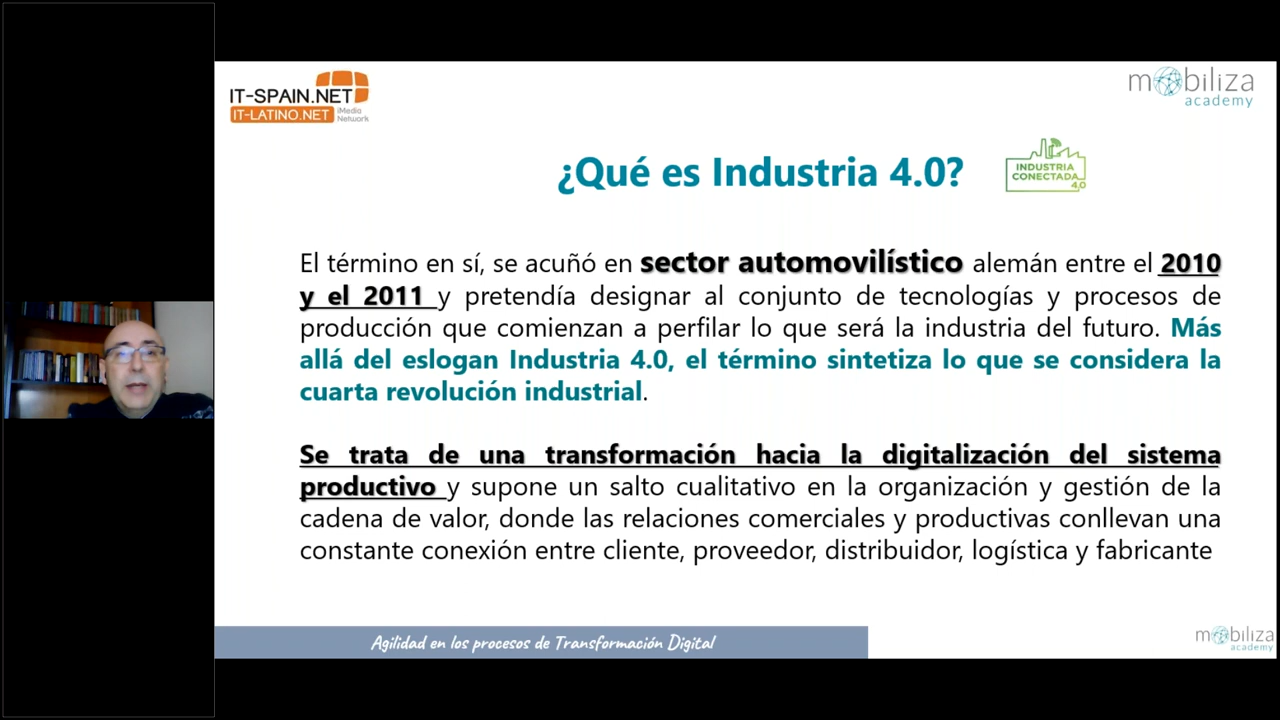 IT-SPAIN.NET
IT-LATINO.NET
iMedia
Network
mobiliza
academy
¿Qué es Industria 4.0?
INDUSTRIA
CONECTADA
4.0
El término en sí, se acuñó en sector automovilístico alemán entre el 2010
y el 2011 y pretendía designar al conjunto de tecnologías y procesos de
producción que comienzan a perfilar lo que será la industria del futuro. Más
allá del eslogan Industria 4.0, el término sintetiza lo que se considera la
cuarta revolución industrial.
Se trata de una transformación hacia la digitalización del sistema
productivo y supone un salto cualitativo en la organización y gestión de la
cadena de valor, donde las relaciones comerciales y productivas conllevan una
constante conexión entre cliente, proveedor, distribuidor, logística y fabricante
Agilidad en los procesos de Transformación Digital
mobiliza
academy